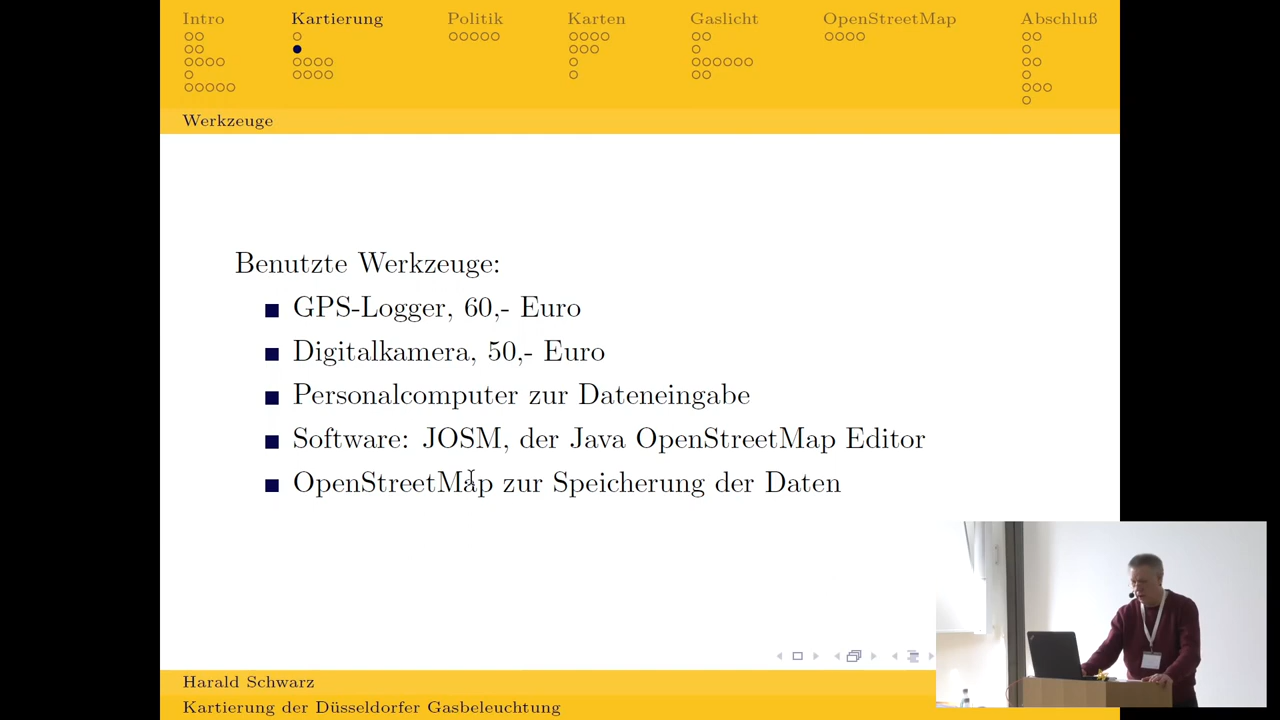 Intro Kartierung Politik Karten Gaslicht OpenStreetMap Abschluß
Werkzeuge
Benutzte Werkzeuge:
GPS-Logger, 60,- Euro
Digitalkamera, 50,- Euro
Personalcomputer zur Dateneingabe
Software: JOSM, der Java OpenStreetMap Editor
OpenStreetMap zur Speicherung der Daten
Harald Schwarz
Kartierung der Düsseldorfer Gasbeleuchtung